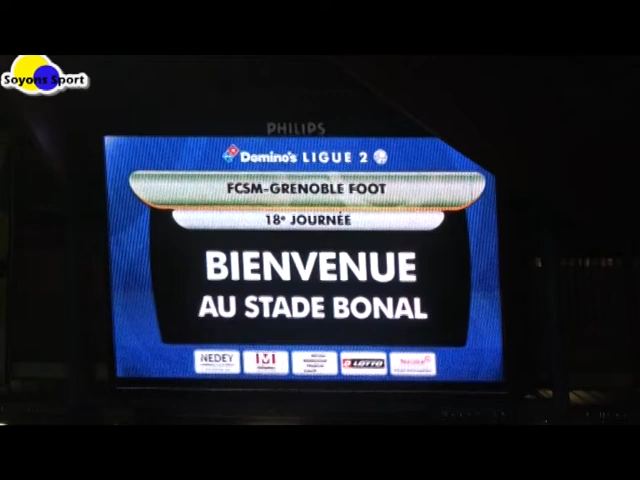 Soyons Sport
PHILIPS
Domino's LIGUE 2
FCSM-GRENOBLE FOOT
18e JOURNÉE
BIENVENUE
AU STADE BONAL
NEDEY
LOTTO